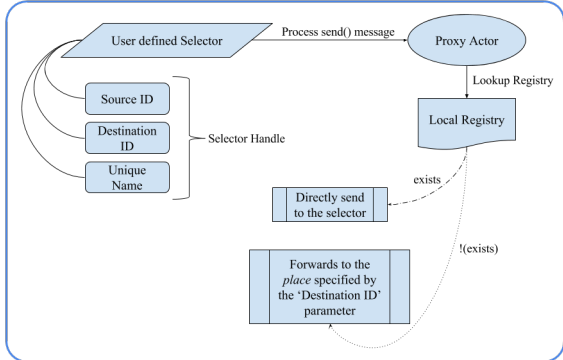 User defined Selector
Process send() message
Proxy Actor
Lookup Registry
Local Registry
Source ID
Destination
ID
Unique
Name
Selector Handle
exists
Directly send
to the selector
!(exists)
Forwards to the
place specified by
the ‘Destination ID’
parameter